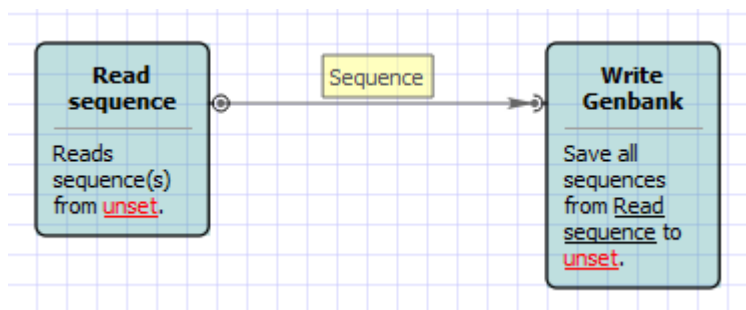 Read
sequence
Reads
sequence(s)
from unset.
Sequence
Write
Genbank
Save all
sequences
from Read
sequence to
unset.